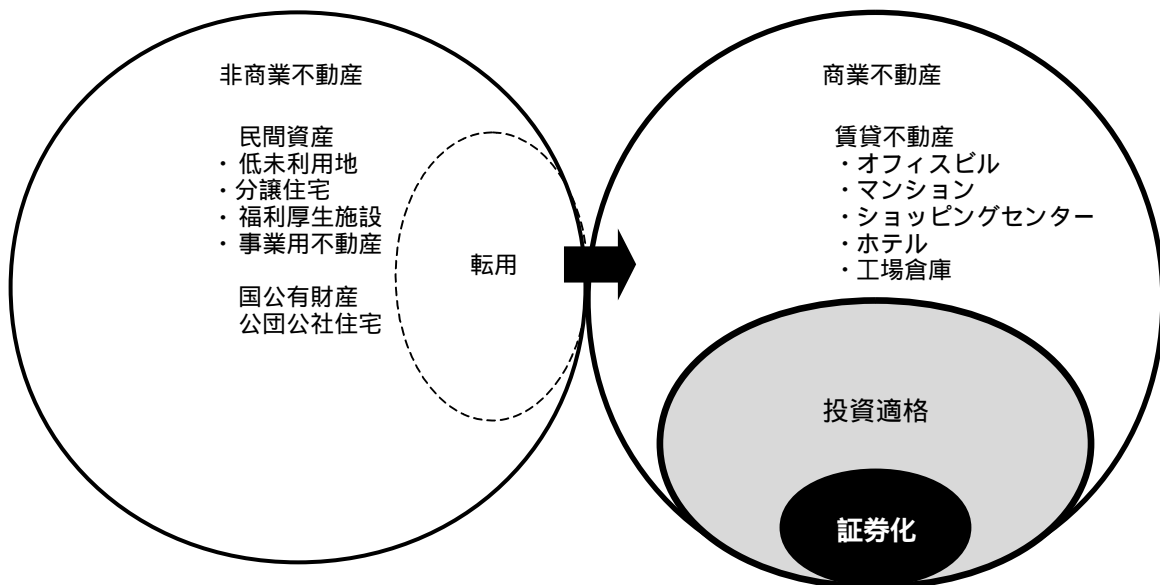 非商業不動産
民間資産
・低未利用地
・分譲住宅
・福利厚生施設
・事業用不動産
国公有財産
公団公社住宅
転用
商業不動産
賃貸不動産
・オフィスビル
・マンション
・ショッピングセンター
・ホテル
・工場倉庫
投資適格
証券化